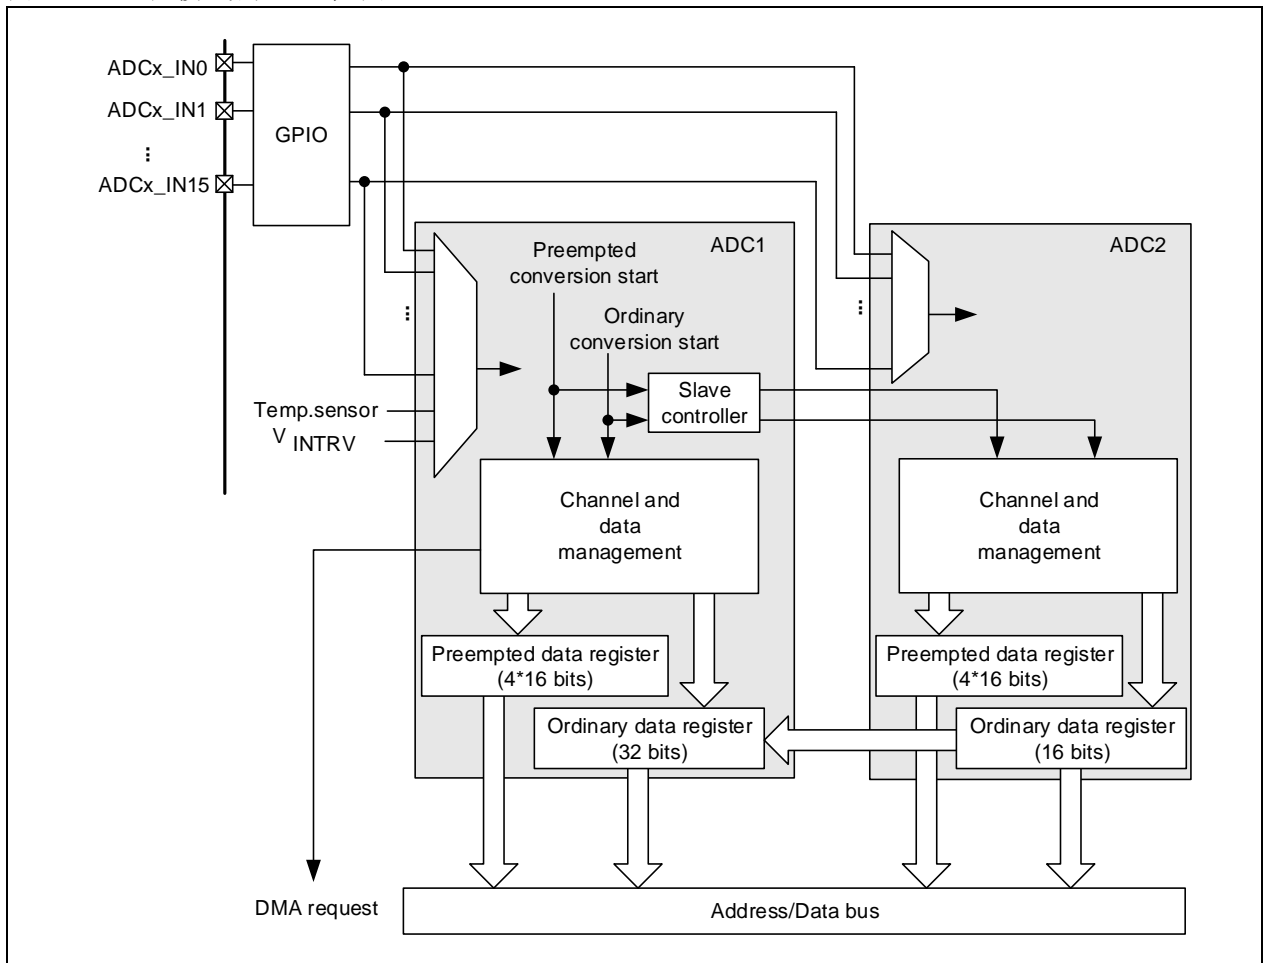 ADCx_IN0
ADCx_IN1
...
ADCx_IN15
GPIO
ADC1
Preempted
conversion start
Ordinary
conversion start
...
Temp.sensor
V INTRV
Slave
controller
Channel and
data
management
Preempted data register
(4*16 bits)
Ordinary data register
(32 bits)
ADC2
...
Channel and
data
management
Preempted data register
(4*16 bits)
Ordinary data register
(16 bits)
DMA request
Address/Data bus